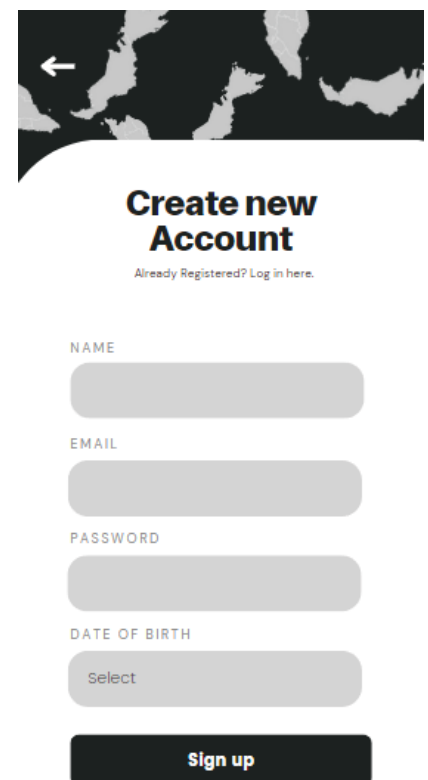 Create new
Account
Already Registered? Log in here.
NAME
EMAIL
PASSWORD
DATE OF BIRTH
Select
Sign up